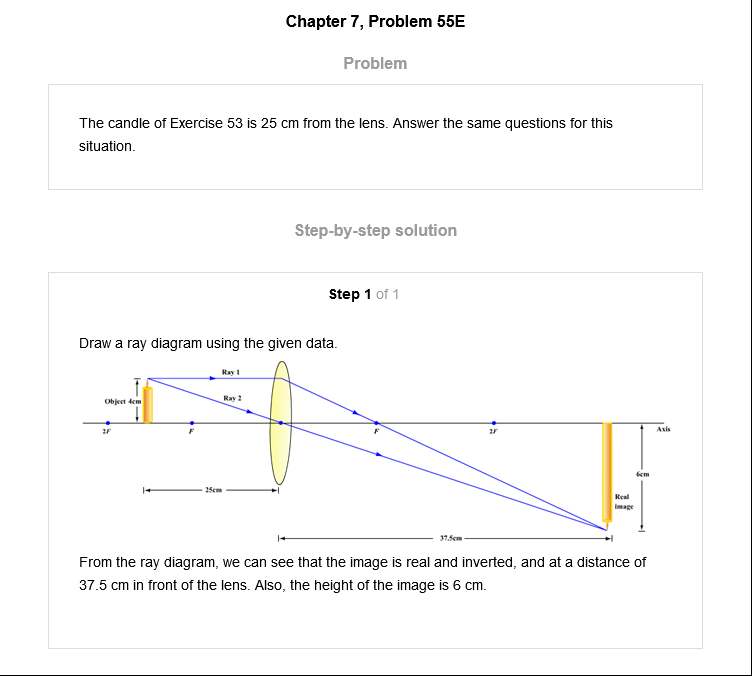 Chapter 7, Problem 55E
Problem
The candle of Exercise 53 is 25 cm from the lens. Answer the same questions for this
situation.
Step-by-step solution
Step 1 of 1
Draw a ray diagram using the given data.
Ray 1
Object 4cm
Ray 2
2F
F
F
2F
Axis
6cm
25cm
Real
image
37.5cm
From the ray diagram, we can see that the image is real and inverted, and at a distance of
37.5 cm in front of the lens. Also, the height of the image is 6 cm.